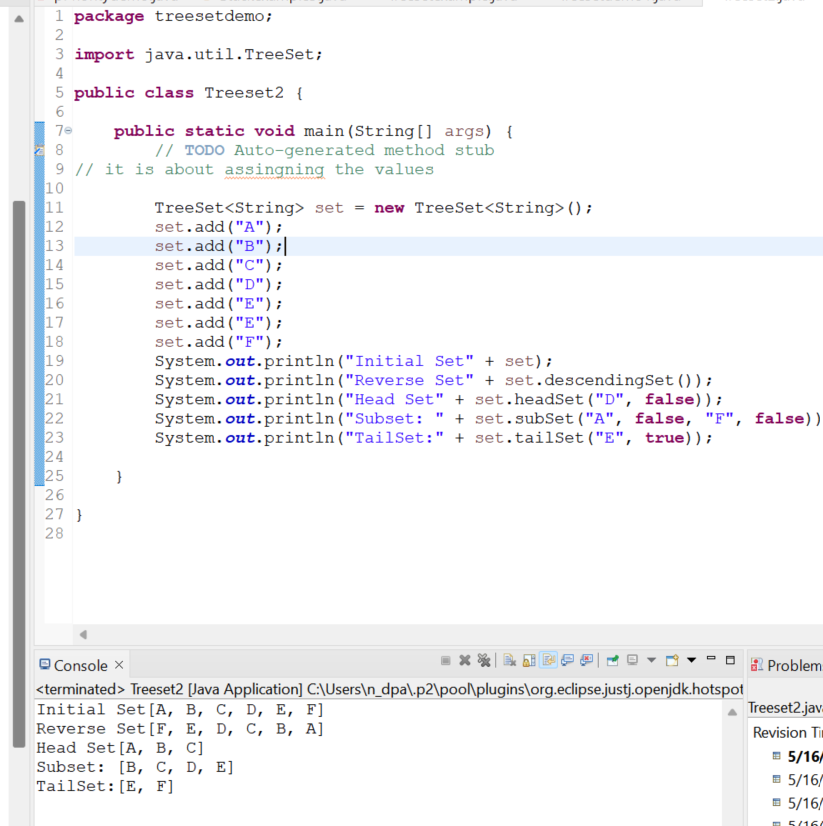 1 package treesetdemo;
2
3 import java.util.TreeSet;
4
5 public class Treeset2 {
6
7 public static void main(String[] args) {
8 // TODO Auto-generated method stub
9 // it is about assingning the values
10
11 TreeSet<String> set = new TreeSet<String>();
12 set.add("A");
13 set.add("B");
14 set.add("C");
15 set.add("D");
16 set.add("E");
17 set.add("E");
18 set.add("F");
19 System.out.println("Initial Set" + set);
20 System.out.println("Reverse Set" + set.descendingSet());
21 System.out.println("Head Set" + set.headSet("D", false));
22 System.out.println("Subset: " + set.subSet("A", false, "F", false))
23 System.out.println("TailSet:" + set.tailSet("E", true));
24
25 }
26
27 }
28
Console
<terminated> Treeset2 [Java Application] C:\Users\n_dpa\.p2\pool\plugins\org.eclipse.justj.openjdk.hotspot
Initial Set[A, B, C, D, E, F]
Reverse Set[F, E, D, C, B, A]
Head Set[A, B, C]
Subset: [B, C, D, E]
TailSet:[E, F]
Problem
Treeset2.jav
Revision Ti
5/16/
5/16/
5/16/